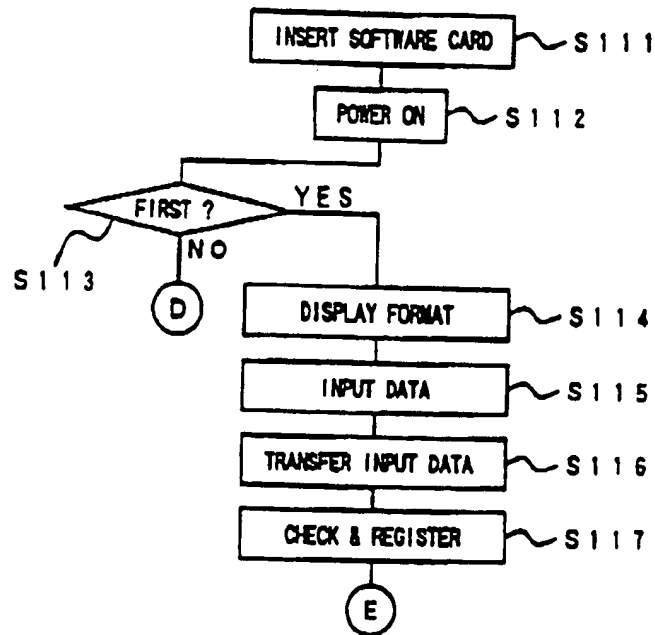 INSERT SOFTWARE CARD S111
POWER ON S112
FIRST ? YES
NO
S113
D
DISPLAY FORMAT S114
INPUT DATA S115
TRANSFER INPUT DATA S116
CHECK & REGISTER S117
E